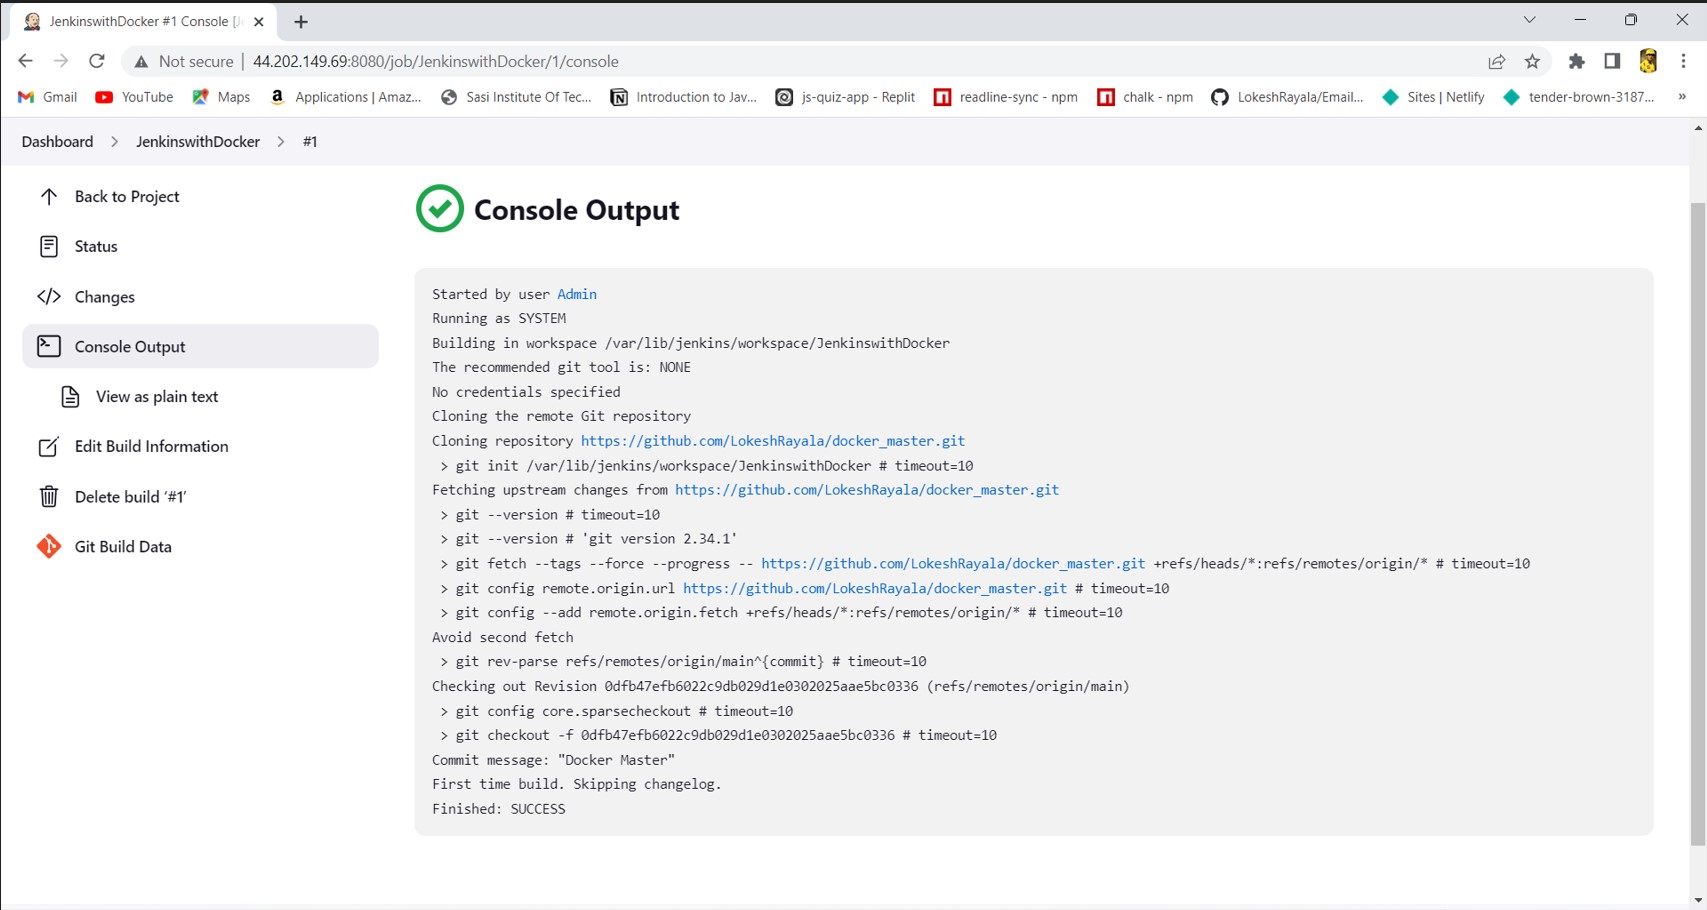 JenkinswithDocker #1 Console [Je
Not secure | 44.202.149.69:8080/job/JenkinswithDocker/1/console
Gmail YouTube Maps Applications | Amaz... Sasi Institute Of Tec... Introduction to Jav... js-quiz-app - Replit readline-sync - npm chalk - npm LokeshRayala/Email... Sites | Netlify tender-brown-3187... »
Dashboard > JenkinswithDocker > #1
Back to Project
Status
Changes
Console Output
View as plain text
Edit Build Information
Delete build ‘#1’
Git Build Data
Console Output
Started by user Admin
Running as SYSTEM
Building in workspace /var/lib/jenkins/workspace/JenkinswithDocker
The recommended git tool is: NONE
No credentials specified
Cloning the remote Git repository
Cloning repository https://github.com/LokeshRayala/docker_master.git
> git init /var/lib/jenkins/workspace/JenkinswithDocker # timeout=10
Fetching upstream changes from https://github.com/LokeshRayala/docker_master.git
> git --version # timeout=10
> git --version # 'git version 2.34.1'
> git fetch --tags --force --progress -- https://github.com/LokeshRayala/docker_master.git +refs/heads/*:refs/remotes/origin/* # timeout=10
> git config remote.origin.url https://github.com/LokeshRayala/docker_master.git # timeout=10
> git config --add remote.origin.fetch +refs/heads/*:refs/remotes/origin/* # timeout=10
Avoid second fetch
> git rev-parse refs/remotes/origin/main^{commit} # timeout=10
Checking out Revision 0dfb47efb6022c9db029d1e0302025aae5bc0336 (refs/remotes/origin/main)
> git config core.sparsecheckout # timeout=10
> git checkout -f 0dfb47efb6022c9db029d1e0302025aae5bc0336 # timeout=10
Commit message: "Docker Master"
First time build. Skipping changelog.
Finished: SUCCESS